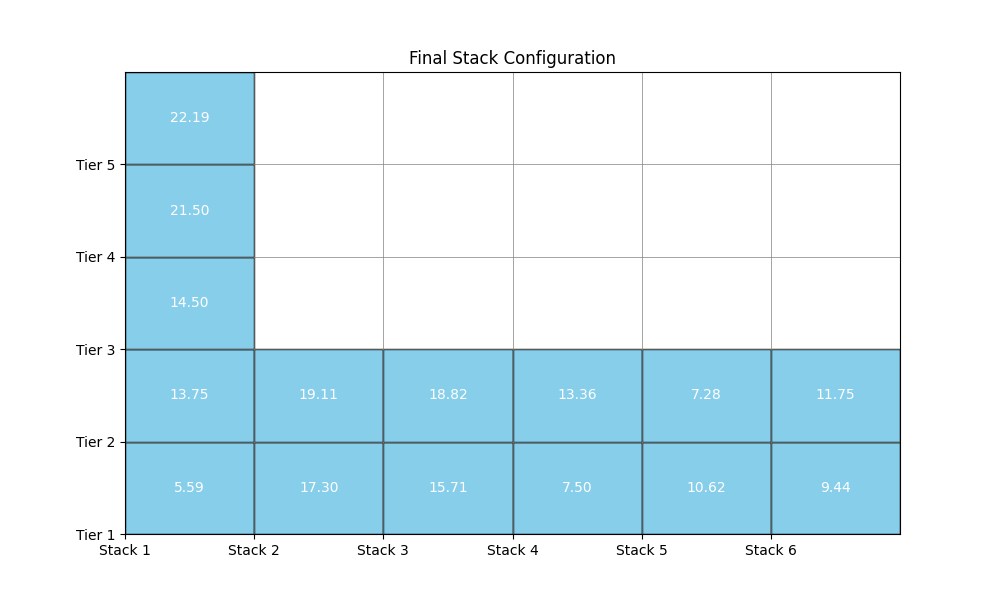 Final Stack Configuration
22.19
Tier 5
21.50
Tier 4
14.50
Tier 3
13.75 19.11 18.82 13.36 7.28 11.75
Tier 2
5.59 17.30 15.71 7.50 10.62 9.44
Tier 1
Stack 1 Stack 2 Stack 3 Stack 4 Stack 5 Stack 6